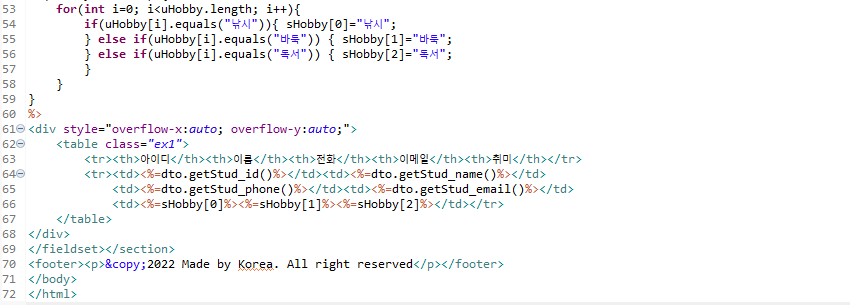 53 for(int i=0; i<uHobby.length; i++){
54 if(uHobby[i].equals("낚시")){ sHobby[0]="낚시";
55 } else if(uHobby[i].equals("바둑")) { sHobby[1]="바둑";
56 } else if(uHobby[i].equals("독서")) { sHobby[2]="독서";
57 }
58 }
59 }
60 %>
61 <div style="overflow-x:auto; overflow-y:auto;">
62 <table class="ex1">
63 <tr><th>아이디</th><th>이름</th><th>전화</th><th>이메일</th><th>취미</th></tr>
64 <tr><td><%=dto.getStud_id()%></td><td><%=dto.getStud_name()%></td>
65 <td><%=dto.getStud_phone()%></td><td><%=dto.getStud_email()%></td>
66 <td><%=sHobby[0]%><%=sHobby[1]%><%=sHobby[2]%></td></tr>
67 </table>
68 </div>
69 </fieldset></section>
70 <footer><p>&copy;2022 Made by Korea. All right reserved</p></footer>
71 </body>
72 </html>